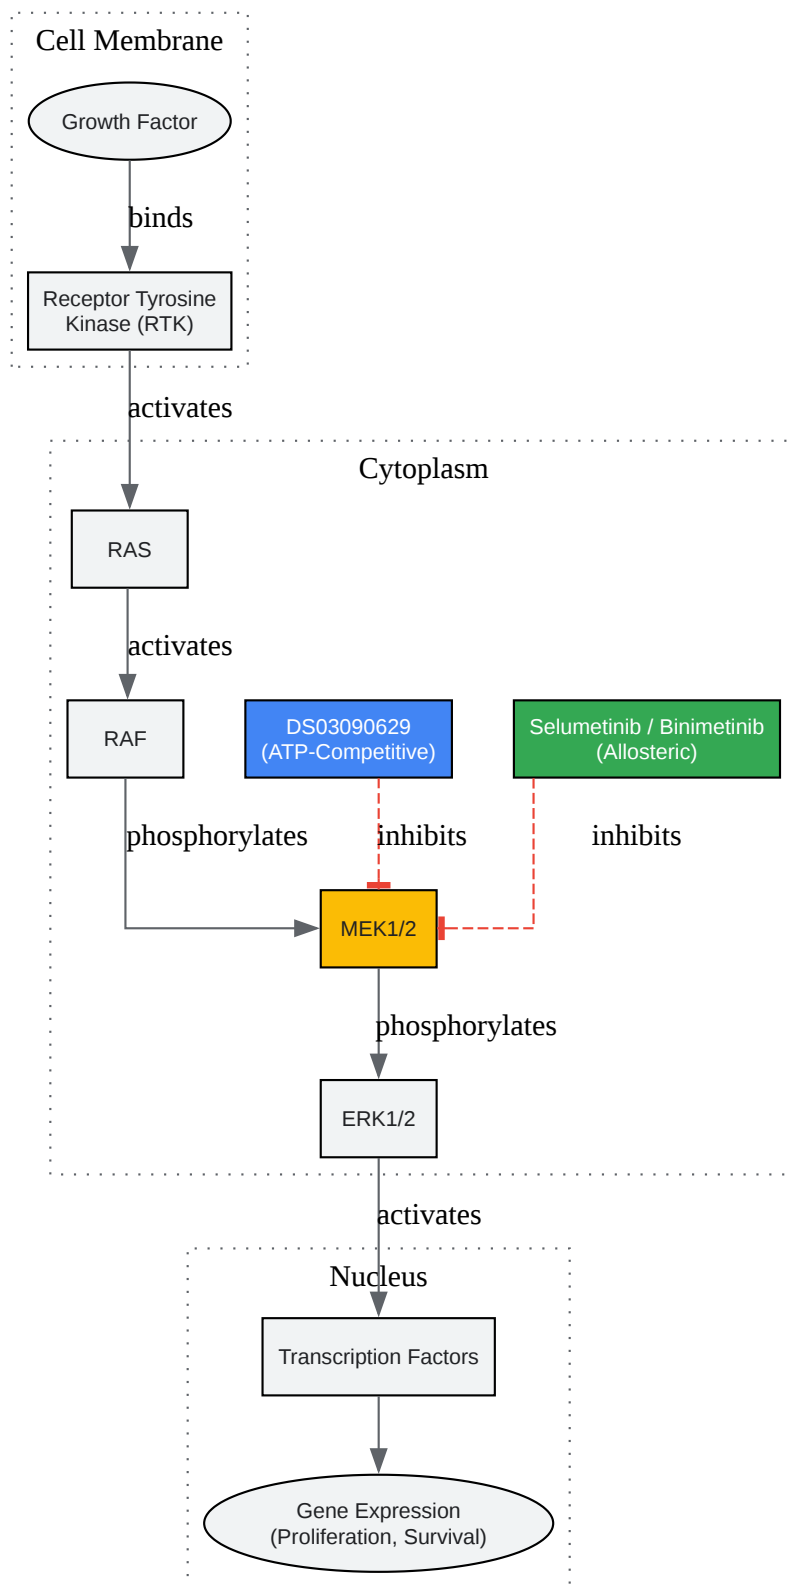 Cell Membrane
Growth Factor
binds
Receptor Tyrosine
Kinase (RTK)
activates
Cytoplasm
RAS
activates
RAF
DS03090629
(ATP-Competitive)
Selumetinib / Binimetinib
(Allosteric)
phosphorylates
inhibits
inhibits
MEK1/2
phosphorylates
ERK1/2
activates
Nucleus
Transcription Factors
Gene Expression
(Proliferation, Survival)